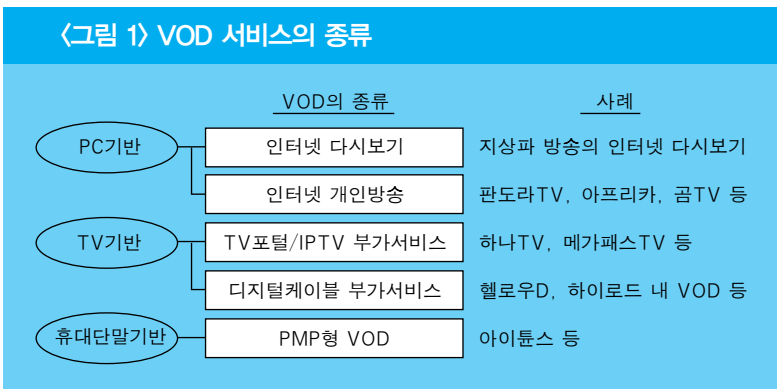 〈그림 1〉 VOD 서비스의 종류
VOD의 종류 사례
PC기반 인터넷 다시보기 지상파 방송의 인터넷 다시보기
인터넷 개인방송 판도라TV, 아프리카, 곰TV 등
TV기반 TV포털/IPTV 부가서비스 하나TV, 메가패스TV 등
디지털케이블 부가서비스 헬로우D, 하이로드 내 VOD 등
휴대단말기반 PMP형 VOD 아이튠스 등